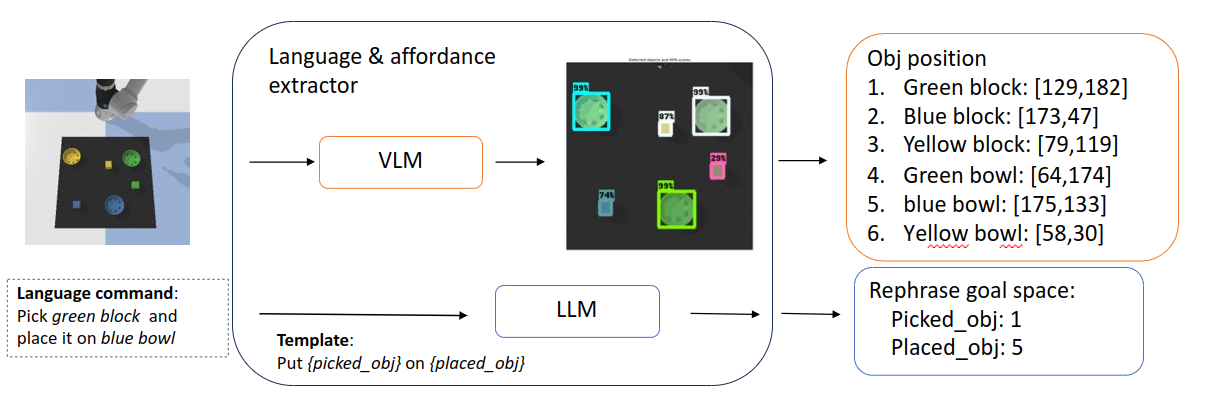 Language & affordance
extractor
VLM
Detected objects and RPN scores
99%
99%
87%
29%
74%
99%
Obj position
1. Green block: [129,182]
2. Blue block: [173,47]
3. Yellow block: [79,119]
4. Green bowl: [64,174]
5. blue bowl: [175,133]
6. Yellow bowl: [58,30]
Language command:
Pick green block and
place it on blue bowl
LLM
Template:
Put {picked_obj} on {placed_obj}
Rephrase goal space:
Picked_obj: 1
Placed_obj: 5